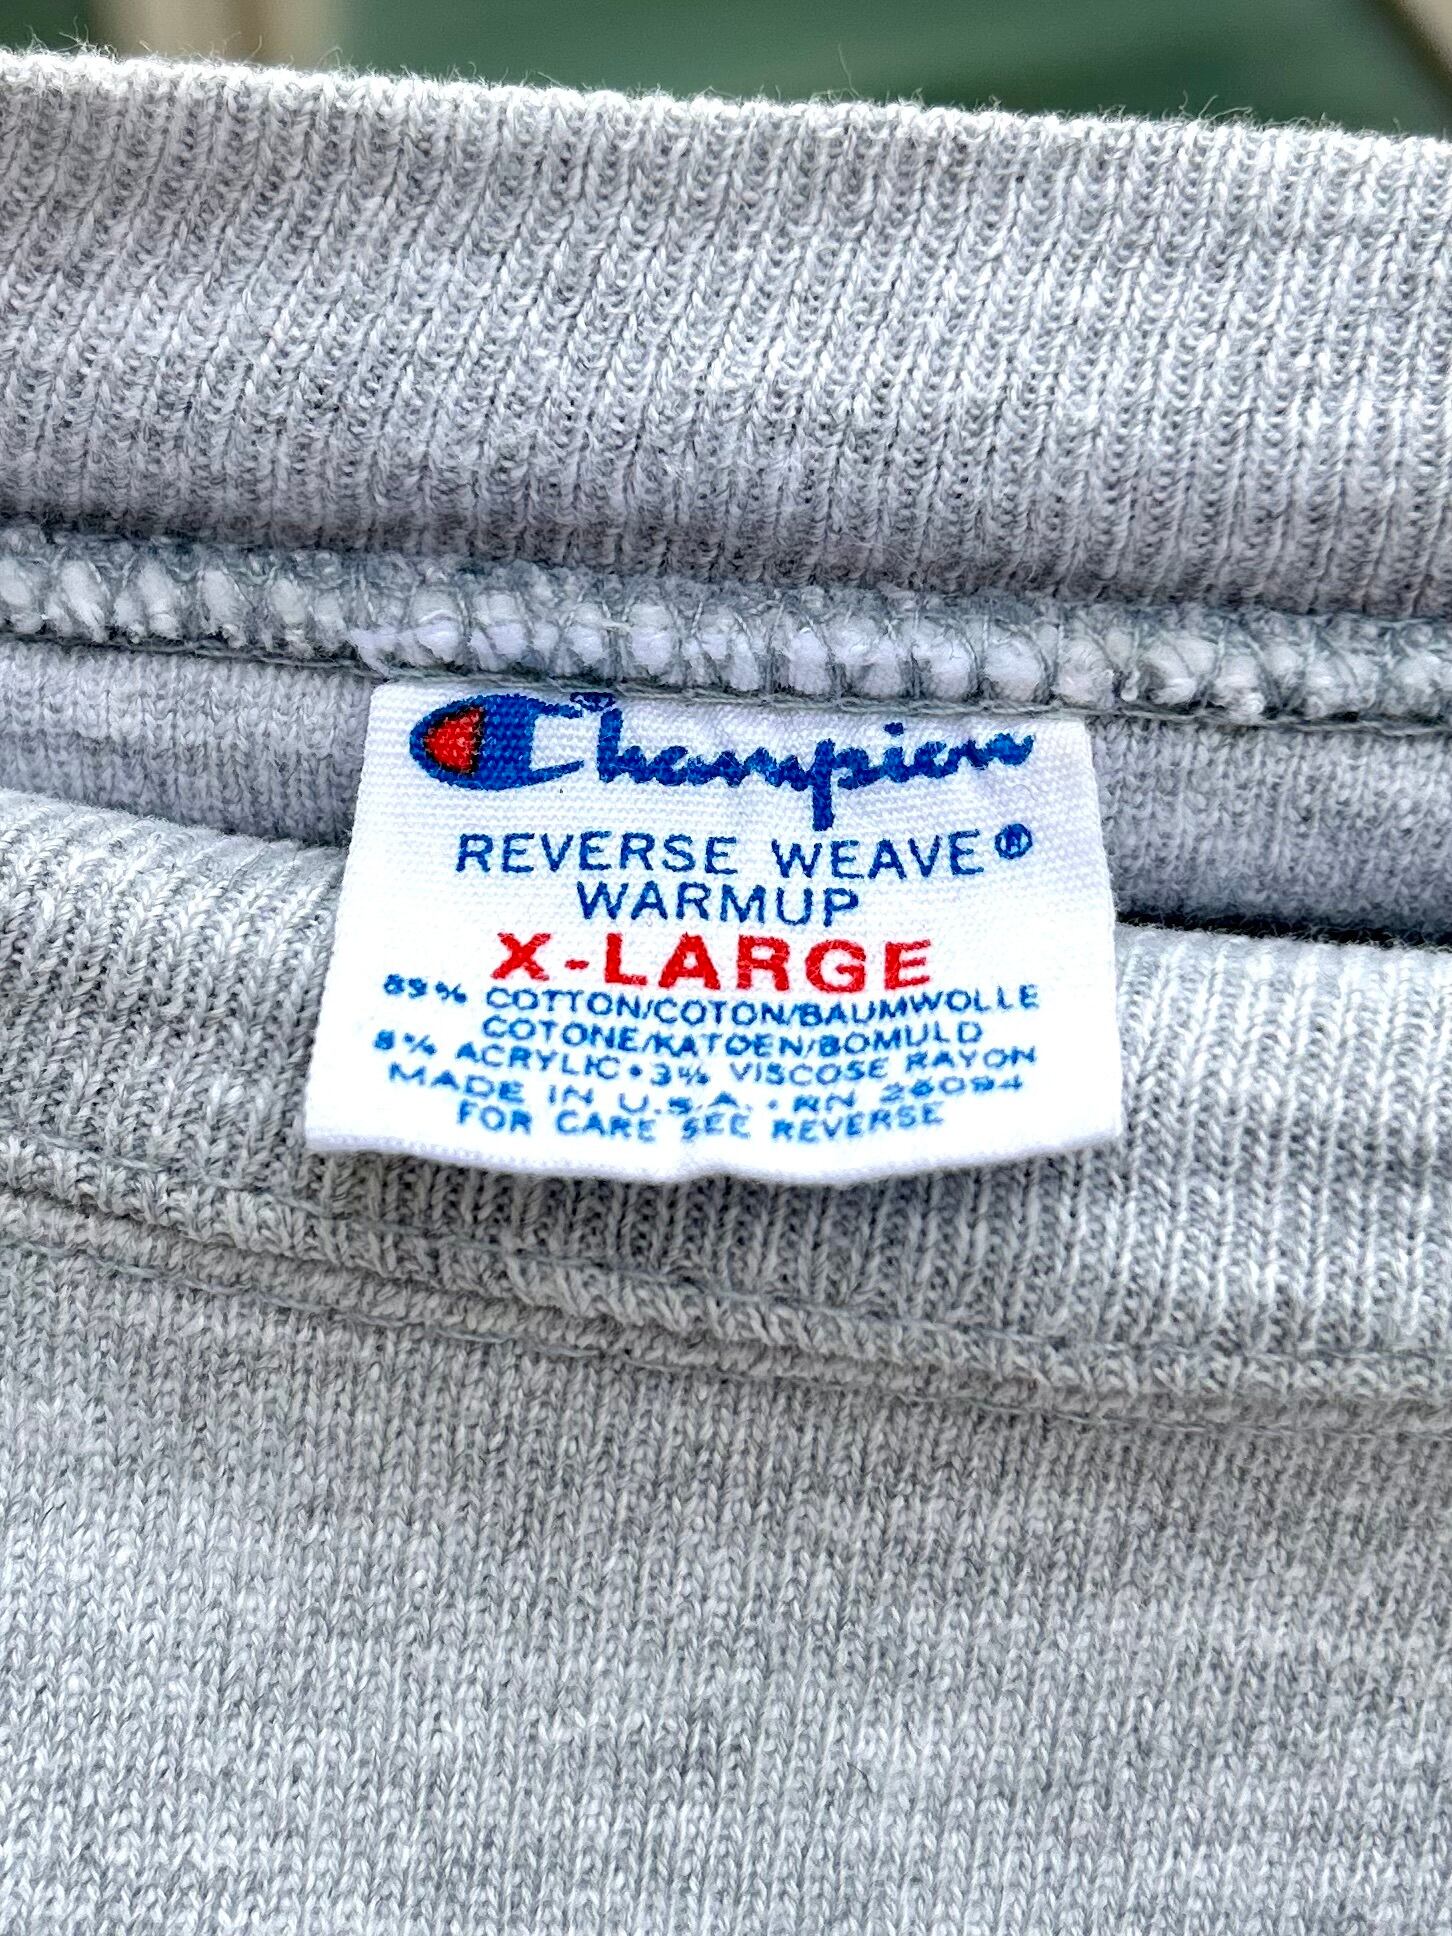 Champion®
REVERSE WEAVE®
WARMUP
X-LARGE
89% COTTON/COTON/BAUMWOLLE
COTONE/KATOEN/BOMULD
8% ACRYLIC • 3% VISCOSE RAYON
MADE IN U.S.A. • RN 26094
FOR CARE SEE REVERSE